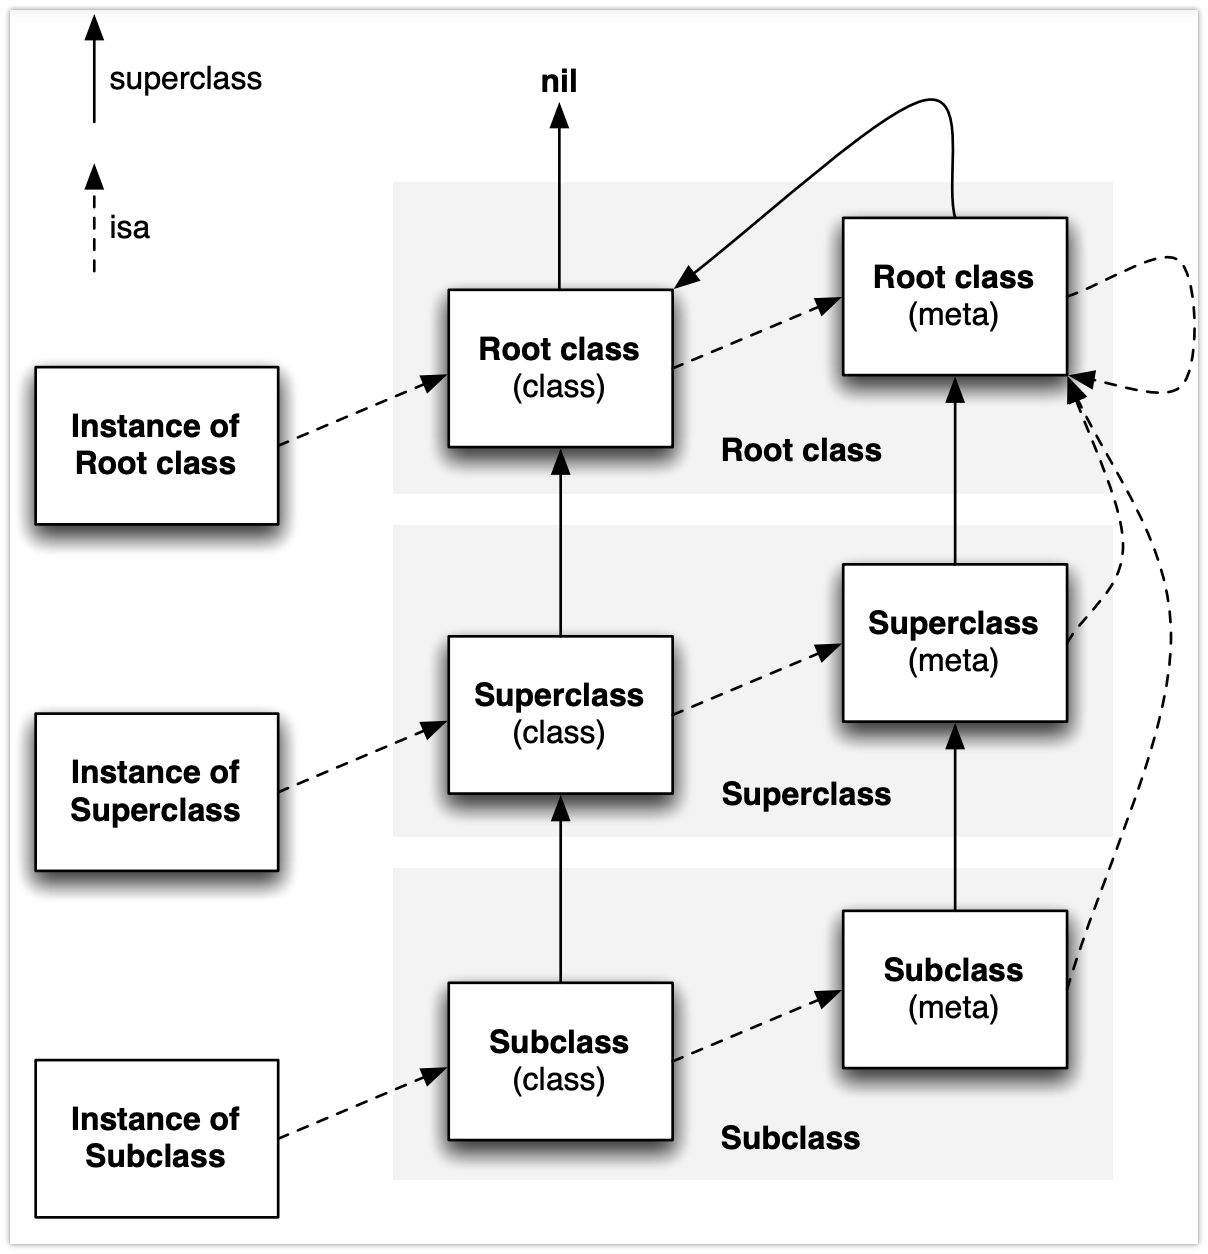 superclass
nil
isa
Root class
(meta)
Root class
(class)
Instance of
Root class
Root class
Superclass
(meta)
Superclass
(class)
Instance of
Superclass
Superclass
Subclass
(meta)
Subclass
(class)
Instance of
Subclass
Subclass